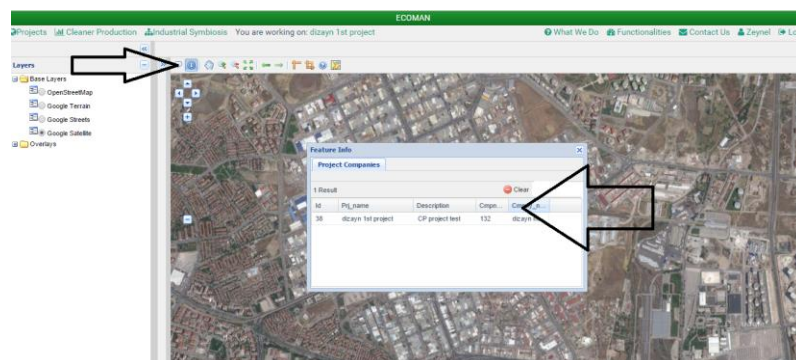 ECOMAN
Projects Cleaner Production Industrial Symbiosis You are working on: dizayn 1st project What We Do Functionalities Contact Us Zeynel
Layers
Base Layers
OpenStreetMap
Google Terrain
Google Streets
Google Satellite
Overlays
Feature Info
Project Companies
1 Result Clear
Id Prj_name Description Cmpn...
36 dizayn 1st project CP project test 132 dizayn